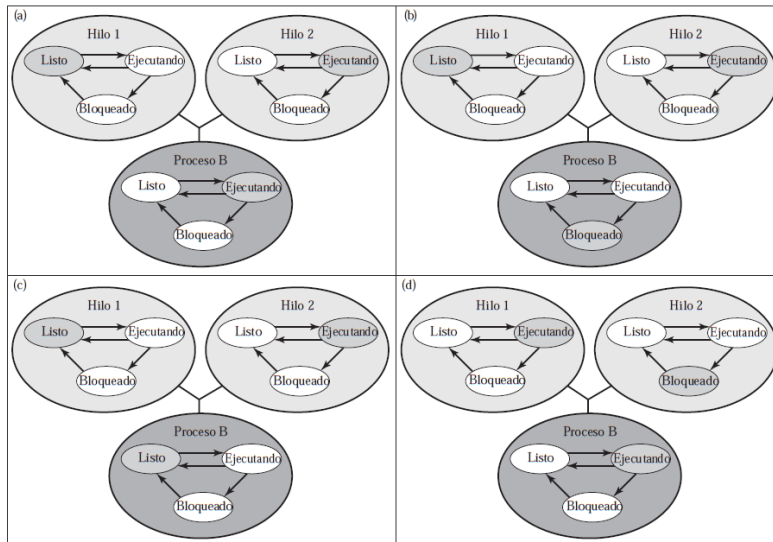 (a)
Hilo 1
Listo
Ejecutando
Bloqueado
Hilo 2
Listo
Ejecutando
Bloqueado
Proceso B
Listo
Ejecutando
Bloqueado
(b)
Hilo 1
Listo
Ejecutando
Bloqueado
Hilo 2
Listo
Ejecutando
Bloqueado
Proceso B
Listo
Ejecutando
Bloqueado
(c)
Hilo 1
Listo
Ejecutando
Bloqueado
Hilo 2
Listo
Ejecutando
Bloqueado
Proceso B
Listo
Ejecutando
Bloqueado
(d)
Hilo 1
Listo
Ejecutando
Bloqueado
Hilo 2
Listo
Ejecutando
Bloqueado
Proceso B
Listo
Ejecutando
Bloqueado